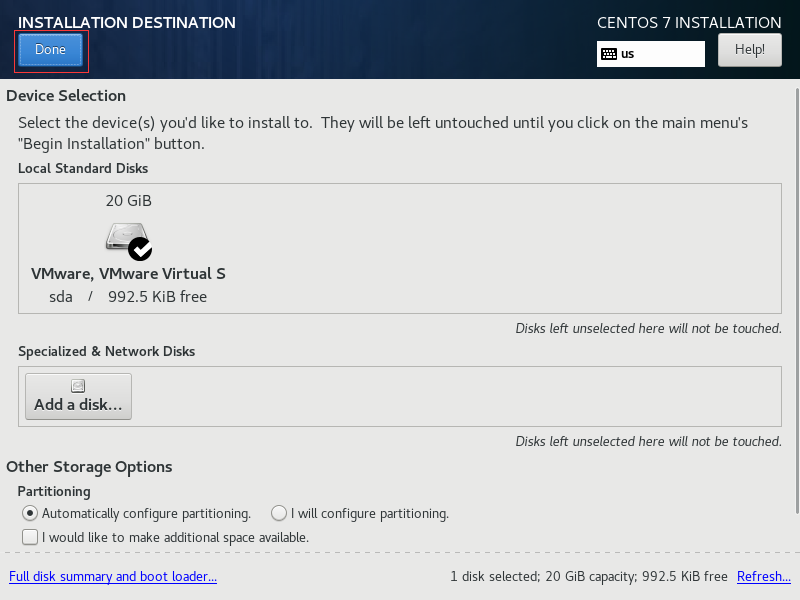 INSTALLATION DESTINATION
CENTOS 7 INSTALLATION
Done
us
Help!
Device Selection
Select the device(s) you'd like to install to.  They will be left untouched until you click on the main menu's
"Begin Installation" button.
Local Standard Disks
20 GiB
VMware, VMware Virtual S
sda / 992.5 KiB free
Disks left unselected here will not be touched.
Specialized & Network Disks
Add a disk...
Disks left unselected here will not be touched.
Other Storage Options
Partitioning
Automatically configure partitioning. I will configure partitioning.
I would like to make additional space available.
Full disk summary and boot loader... 1 disk selected; 20 GiB capacity; 992.5 KiB free Refresh...